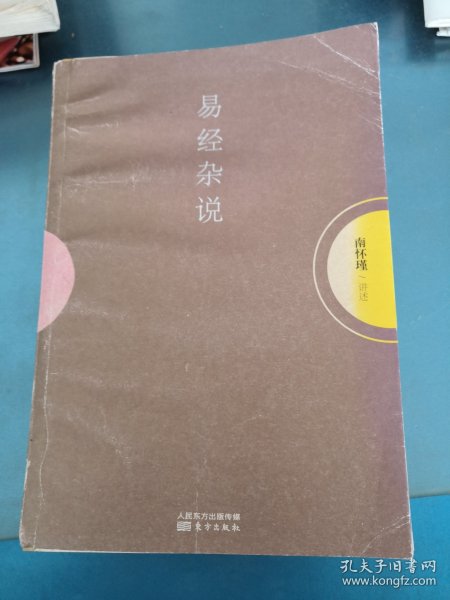 易经杂说
南怀瑾/讲述
人民东方出版传媒
东方出版社
孔夫子旧书网
www.kongfz.com